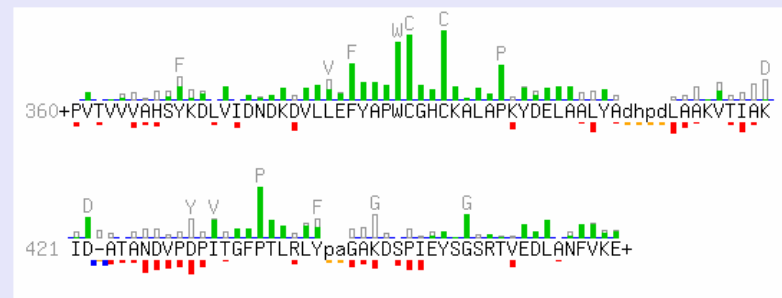 F V F W C C P D
360+PVTVVVAHSYKDLVIDNDKDVLLEFYAPWCGHCKALAPKYDELAALYAdhpdLAAKVTIAK
D Y V P F G G
421 ID-ATANDVPDPITGFPTLRLYpaGAKDSPIEYSGSRTVEDLANFVKE+